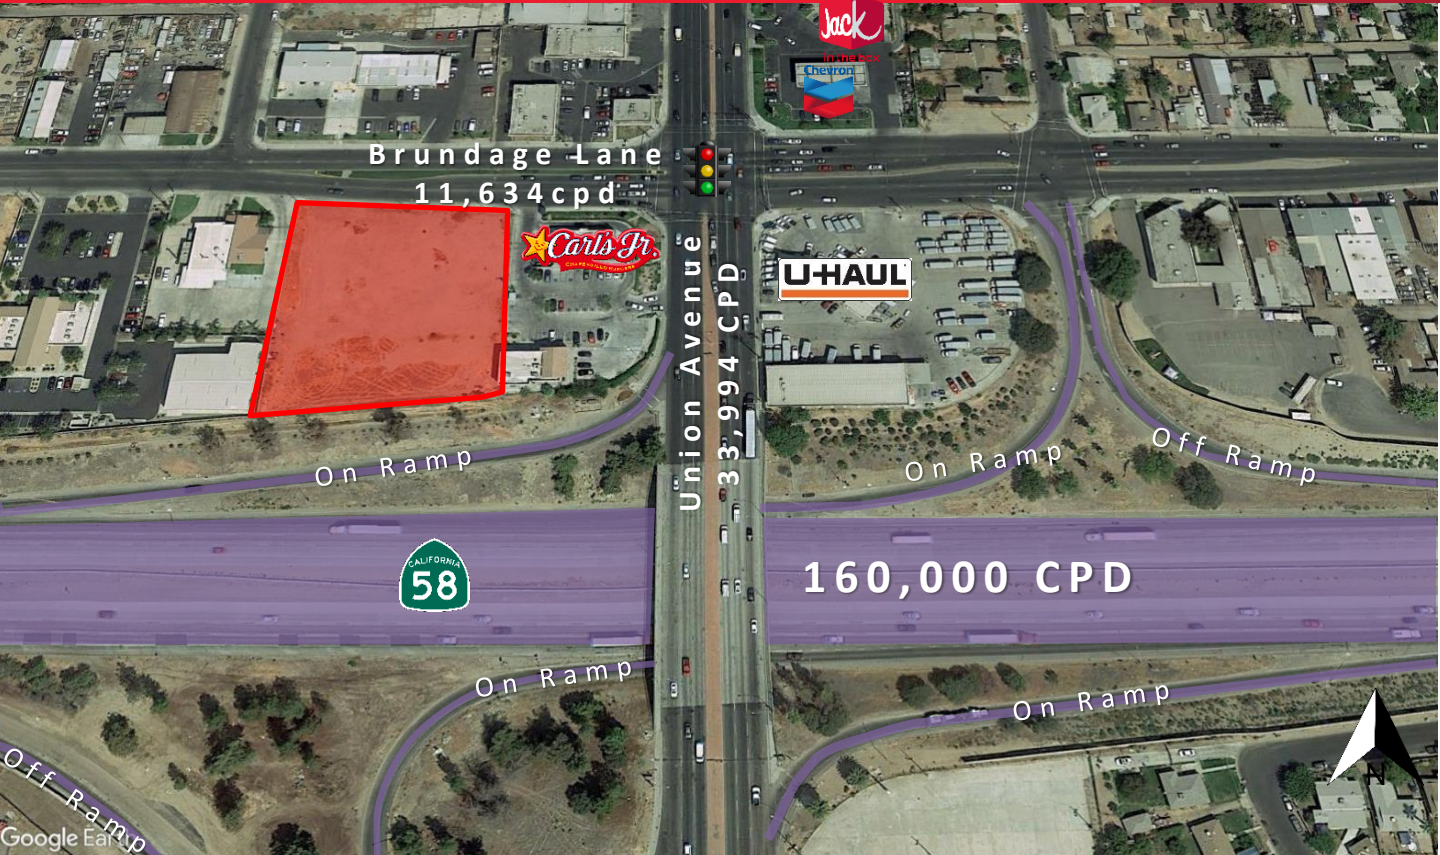 Jack
in the box
Chevron
Brundage Lane
11,634cpd
Carl's Jr.
CHARBROILED BURGERS
U-HAUL
Union Avenue
33,994 CPD
On Ramp
On Ramp
Off Ramp
CALIFORNIA
58
160,000 CPD
On Ramp
On Ramp
Off Ramp
N
Google Earth